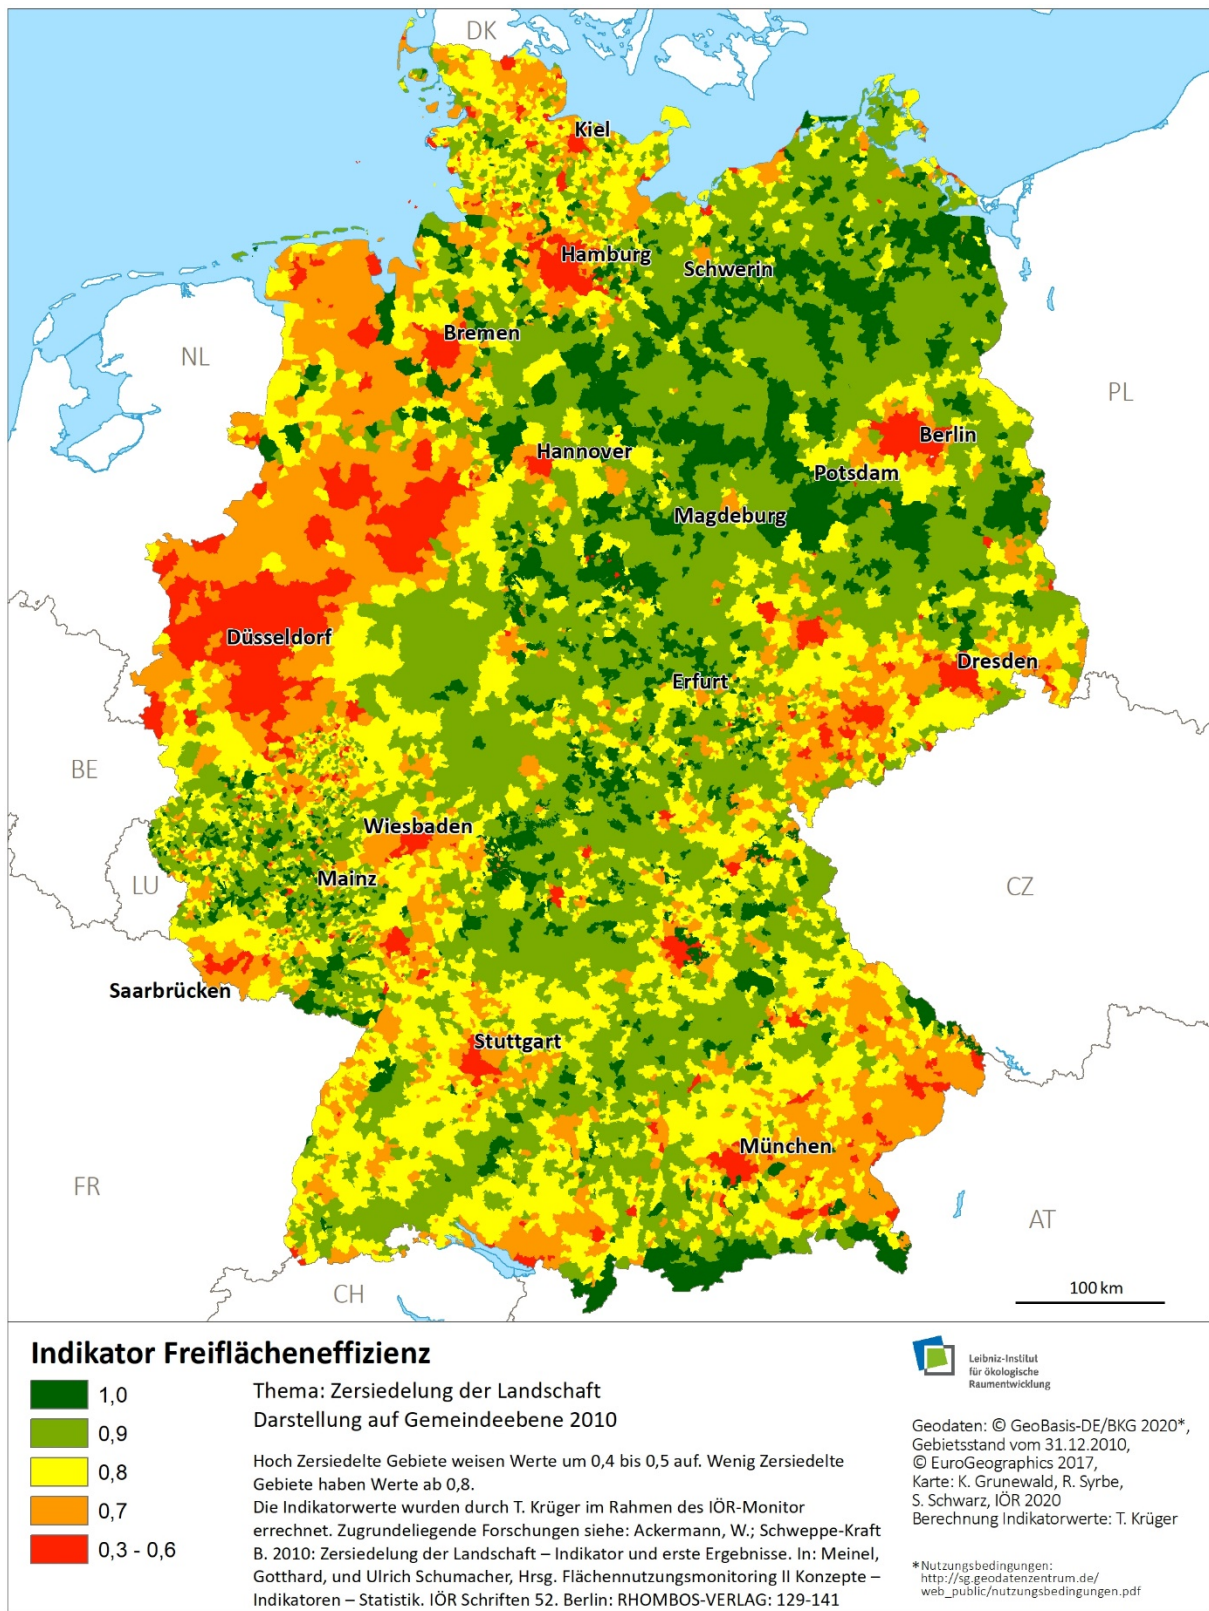 DK
Kiel
Hamburg
Schwerin
Bremen
NL
PL
Berlin
Hannover
Potsdam
Magdeburg
Düsseldorf
Dresden
Erfurt
BE
Wiesbaden
LU
Mainz
CZ
Saarbrücken
Stuttgart
München
FR
AT
CH
100 km
Indikator Freiflächeneffizienz
1,0
0,9
0,8
0,7
0,3 - 0,6
Thema: Zersiedelung der Landschaft
Darstellung auf Gemeindeebene 2010
Hoch Zersiedelte Gebiete weisen Werte um 0,4 bis 0,5 auf. Wenig Zersiedelte
Gebiete haben Werte ab 0,8.
Die Indikatorwerte wurden durch T. Krüger im Rahmen des IÖR-Monitor
errechnet. Zugrundeliegende Forschungen siehe: Ackermann, W.; Schweppe-Kraft
B. 2010: Zersiedelung der Landschaft – Indikator und erste Ergebnisse. In: Meinel,
Gotthard, und Ulrich Schumacher, Hrsg. Flächennutzungsmonitoring II Konzepte –
Indikatoren – Statistik. IÖR Schriften 52. Berlin: RHOMBOS-VERLAG: 129-141
Leibniz-Institut
für ökologische
Raumentwicklung
Geodaten: © GeoBasis-DE/BKG 2020*,
Gebietsstand vom 31.12.2010,
© EuroGeographics 2017,
Karte: K. Grunewald, R. Syrbe,
S. Schwarz, IÖR 2020
Berechnung Indikatorwerte: T. Krüger
*Nutzungsbedingungen:
http://sg.geodatenzentrum.de/
web_public/nutzungsbedingungen.pdf